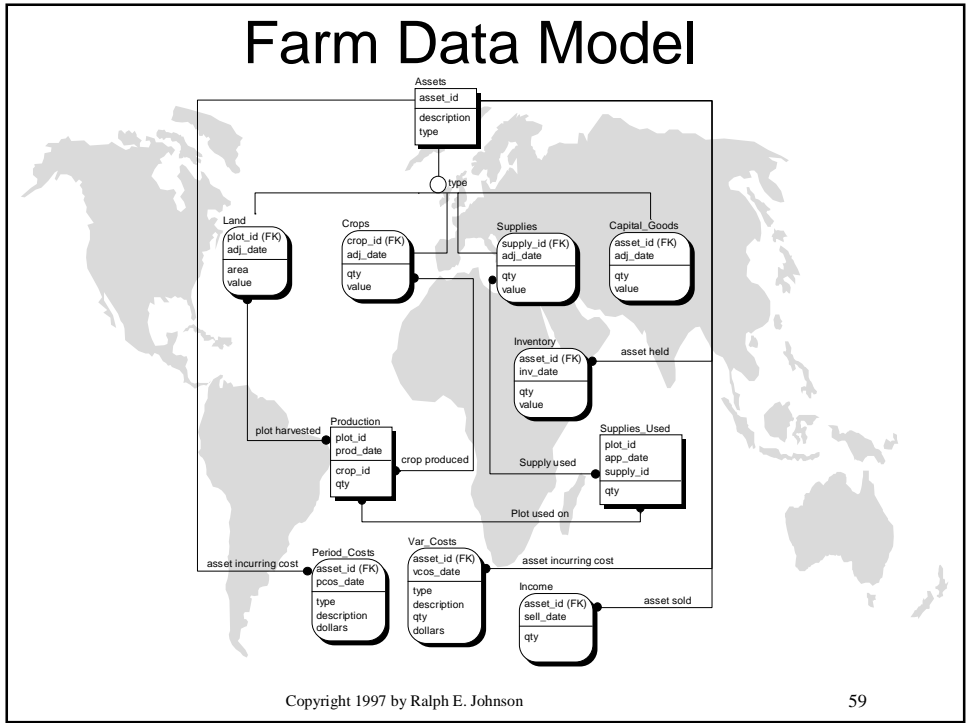 Farm Data Model
Assets
asset_id
description
type
type
Land
plot_id (FK)
adj_date
area
value
Crops
crop_id (FK)
adj_date
qty
value
Supplies
supply_id (FK)
adj_date
qty
value
Capital_Goods
asset_id (FK)
adj_date
qty
value
Inventory
asset_id (FK)
inv_date
qty
value
asset held
plot harvested
Production
plot_id
prod_date
crop_id
qty
crop produced
Supply used
Supplies_Used
plot_id
app_date
supply_id
qty
Plot used on
asset incurring cost
Period_Costs
asset_id (FK)
pcos_date
type
description
dollars
Var_Costs
asset_id (FK)
vcos_date
type
description
qty
dollars
asset incurring cost
Income
asset_id (FK)
sell_date
qty
asset sold
Copyright 1997 by Ralph E. Johnson
59